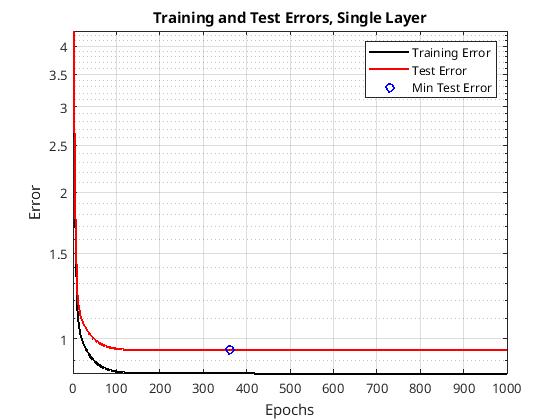 Training and Test Errors, Single Layer
Training Error
Test Error
Min Test Error
Error
4
3.5
3
2.5
2
1.5
1
0 100 200 300 400 500 600 700 800 900 1000
Epochs